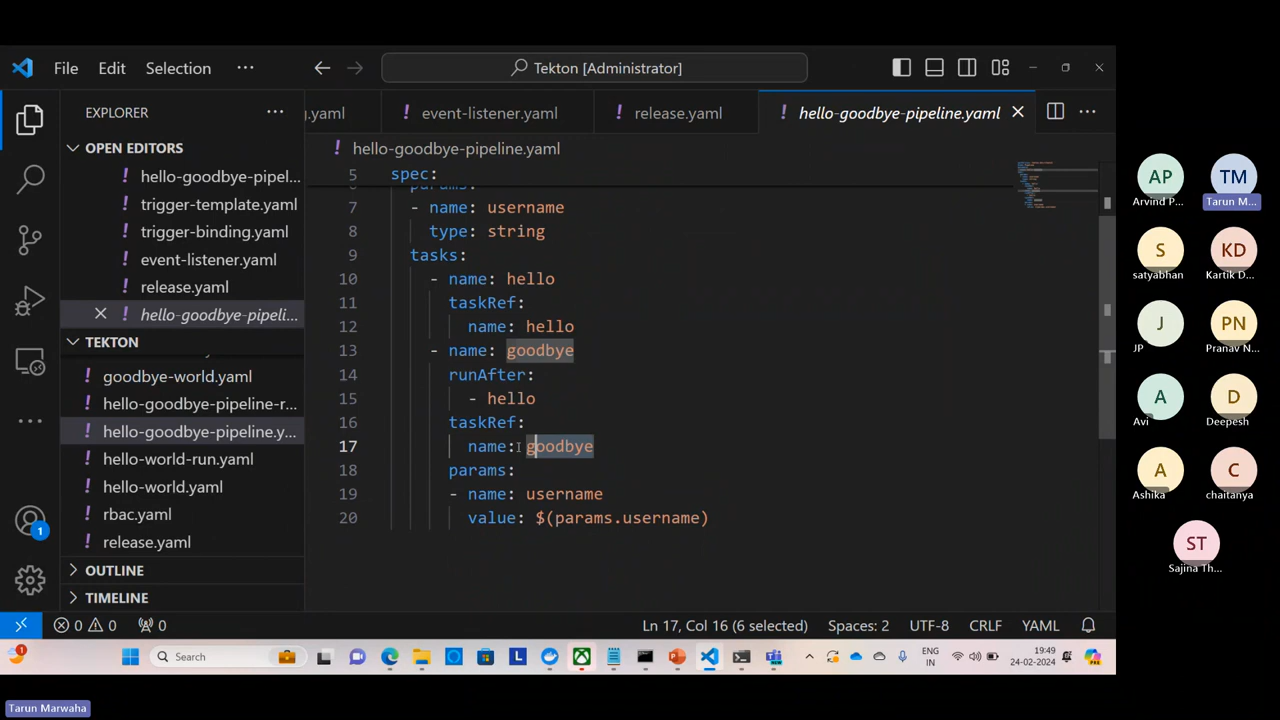 File Edit Selection ··· Tekton [Administrator]
EXPLORER ···
OPEN EDITORS
! hello-goodbye-pipel...
! trigger-template.yaml
! trigger-binding.yaml
! event-listener.yaml
! release.yaml
! hello-goodbye-pipeli...
TEKTON
! goodbye-world.yaml
! hello-goodbye-pipeline-r...
! hello-goodbye-pipeline.y...
! hello-world-run.yaml
! hello-world.yaml
! rbac.yaml
! release.yaml
OUTLINE
TIMELINE
1
g.yaml ! event-listener.yaml ! release.yaml ! hello-goodbye-pipeline.yaml
! hello-goodbye-pipeline.yaml
5 spec:
6 params:
7 - name: username
8 type: string
9 tasks:
10 - name: hello
11 taskRef:
12 name: hello
13 - name: goodbye
14 runAfter:
15 - hello
16 taskRef:
17 name: goodbye
18 params:
19 - name: username
20 value: $(params.username)
0 0 0 Ln 17, Col 16 (6 selected) Spaces: 2 UTF-8 CRLF YAML
1 Search L ENG IN 19:49 24-02-2024
AP TM
Arvind P... Tarun M...
S KD
satyabhan Kartik D...
J PN
JP Pranav N...
A D
Avi Deepesh
A C
Ashika chaitanya
ST
Sajina Th...
Tarun Marwaha